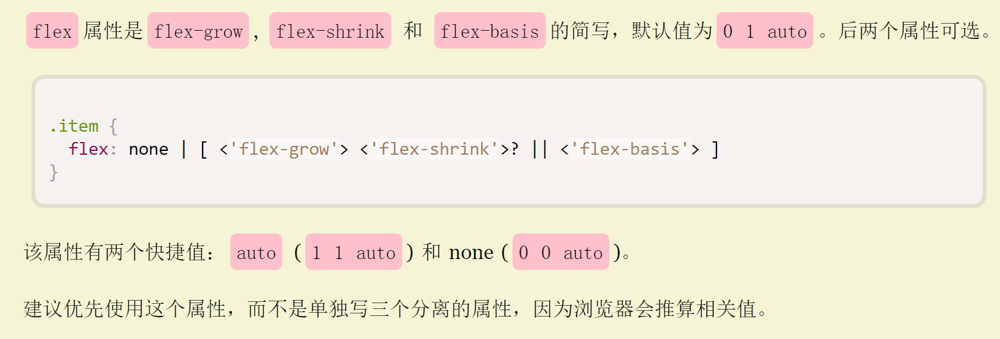 flex 属性是 flex-grow , flex-shrink 和 flex-basis 的简写，默认值为 0 1 auto 。后两个属性可选。
.item {
  flex: none | [ <'flex-grow'> <'flex-shrink'>? || <'flex-basis'> ]
}
该属性有两个快捷值： auto ( 1 1 auto ) 和 none ( 0 0 auto )。
建议优先使用这个属性，而不是单独写三个分离的属性，因为浏览器会推算相关值。